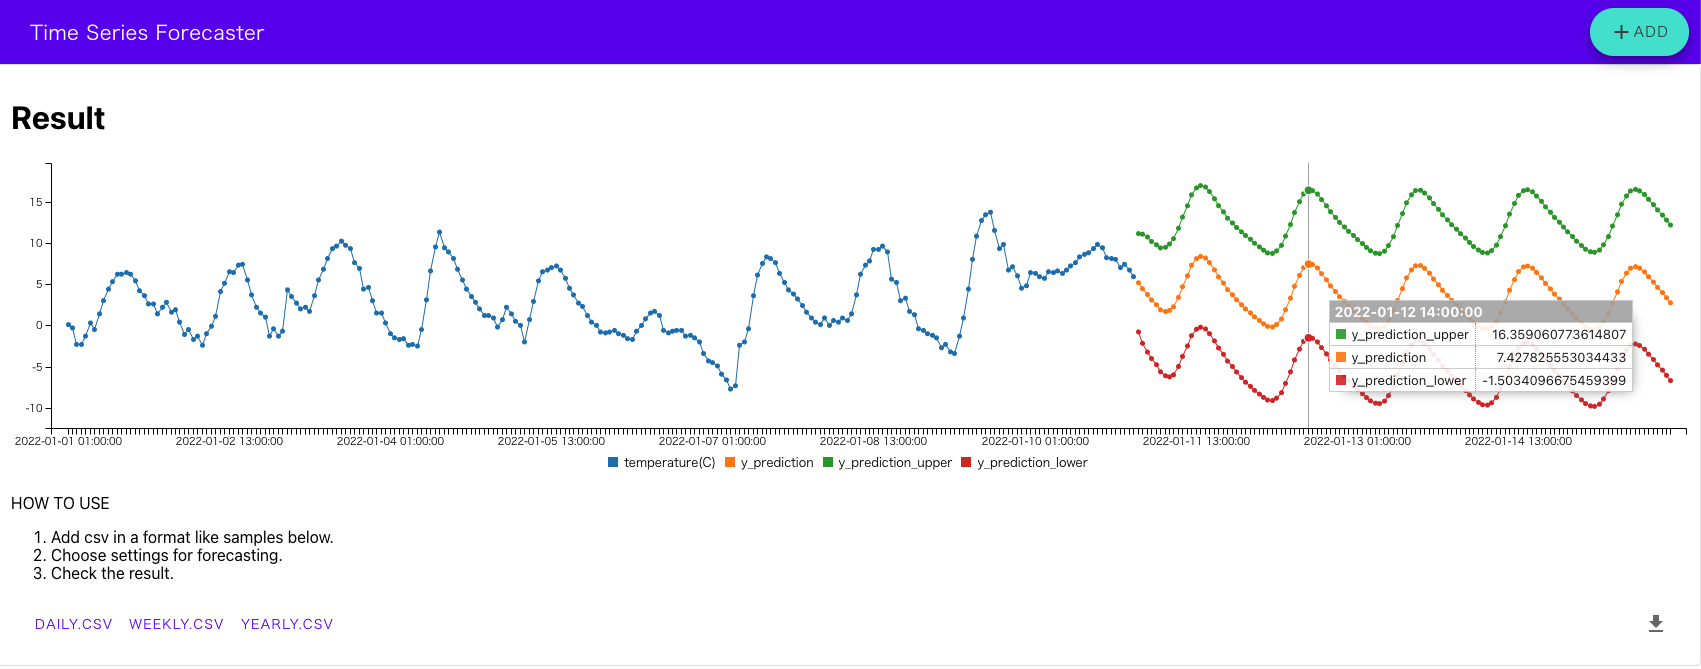 Time Series Forecaster
ADD
Result
15
10
5
0
-5
-10
2022-01-01 01:00:00 2022-01-02 13:00:00 2022-01-04 01:00:00 2022-01-05 13:00:00 2022-01-07 01:00:00 2022-01-08 13:00:00 2022-01-10 01:00:00 2022-01-11 13:00:00 2022-01-13 01:00:00 2022-01-14 13:00:00
2022-01-12 14:00:00
y_prediction_upper 16.359060773614807
y_prediction 7.427825553034433
y_prediction_lower -1.5034096675459399
temperature(C) y_prediction y_prediction_upper y_prediction_lower
HOW TO USE
1. Add csv in a format like samples below.
2. Choose settings for forecasting.
3. Check the result.
DAILY.CSV WEEKLY.CSV YEARLY.CSV